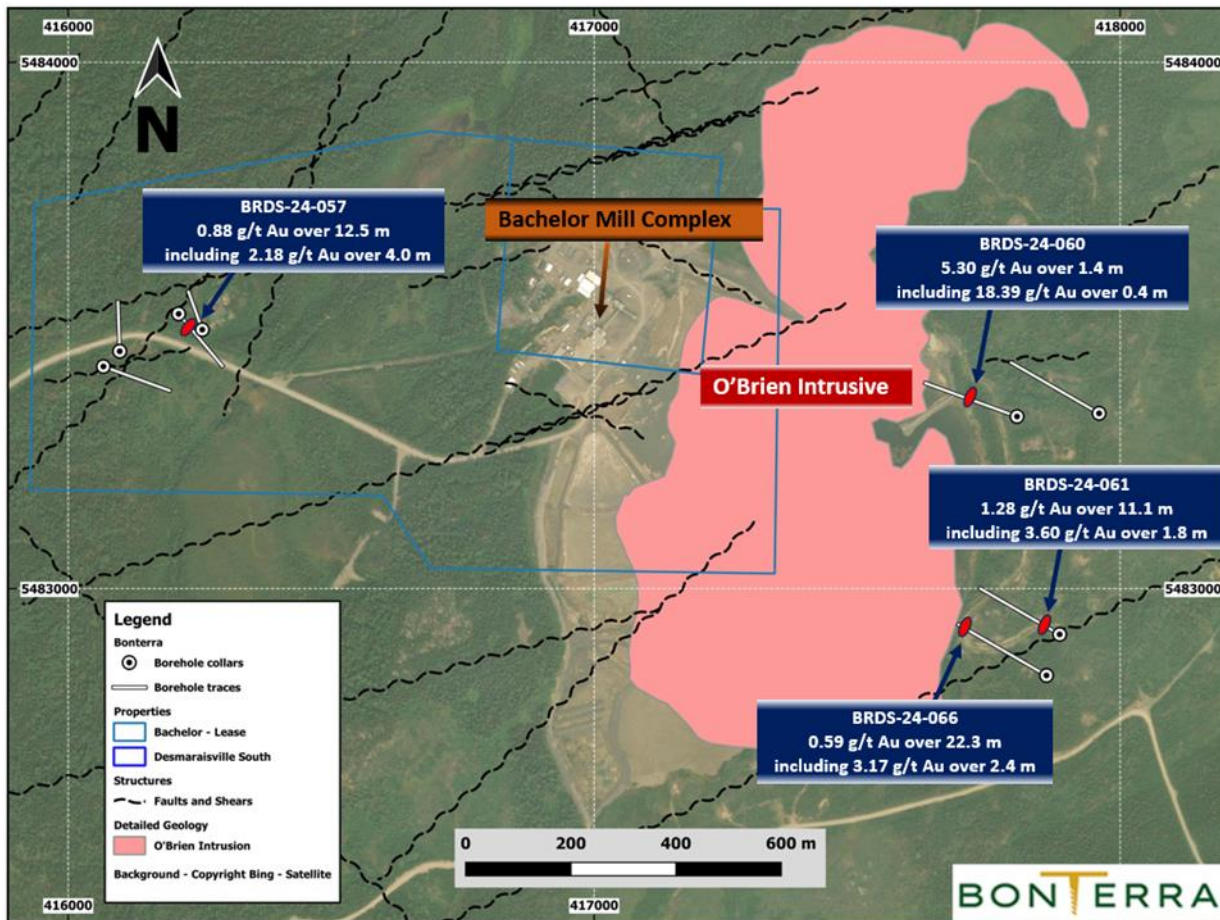 416000
417000
418000
5484000
5484000
N
BRDS-24-057
0.88 g/t Au over 12.5 m
including 2.18 g/t Au over 4.0 m
Bachelor Mill Complex
BRDS-24-060
5.30 g/t Au over 1.4 m
including 18.39 g/t Au over 0.4 m
O'Brien Intrusive
BRDS-24-061
1.28 g/t Au over 11.1 m
including 3.60 g/t Au over 1.8 m
5483000
5483000
BRDS-24-066
0.59 g/t Au over 22.3 m
including 3.17 g/t Au over 2.4 m
Legend
Bonterra
Borehole collars
Borehole traces
Properties
Bachelor - Lease
Desmaraisville South
Structures
Faults and Shears
Detailed Geology
O'Brien Intrusion
Background - Copyright Bing - Satellite
0 200 400 600 m
416000
417000
BONTERRA